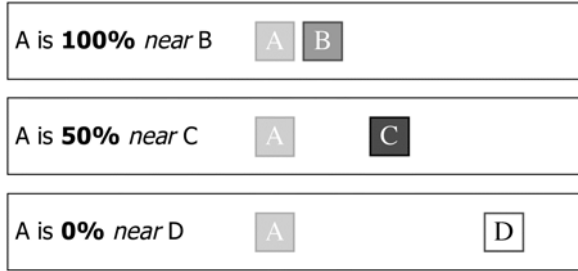 A is 100% near B A B
A is 50% near C A C
A is 0% near D A D